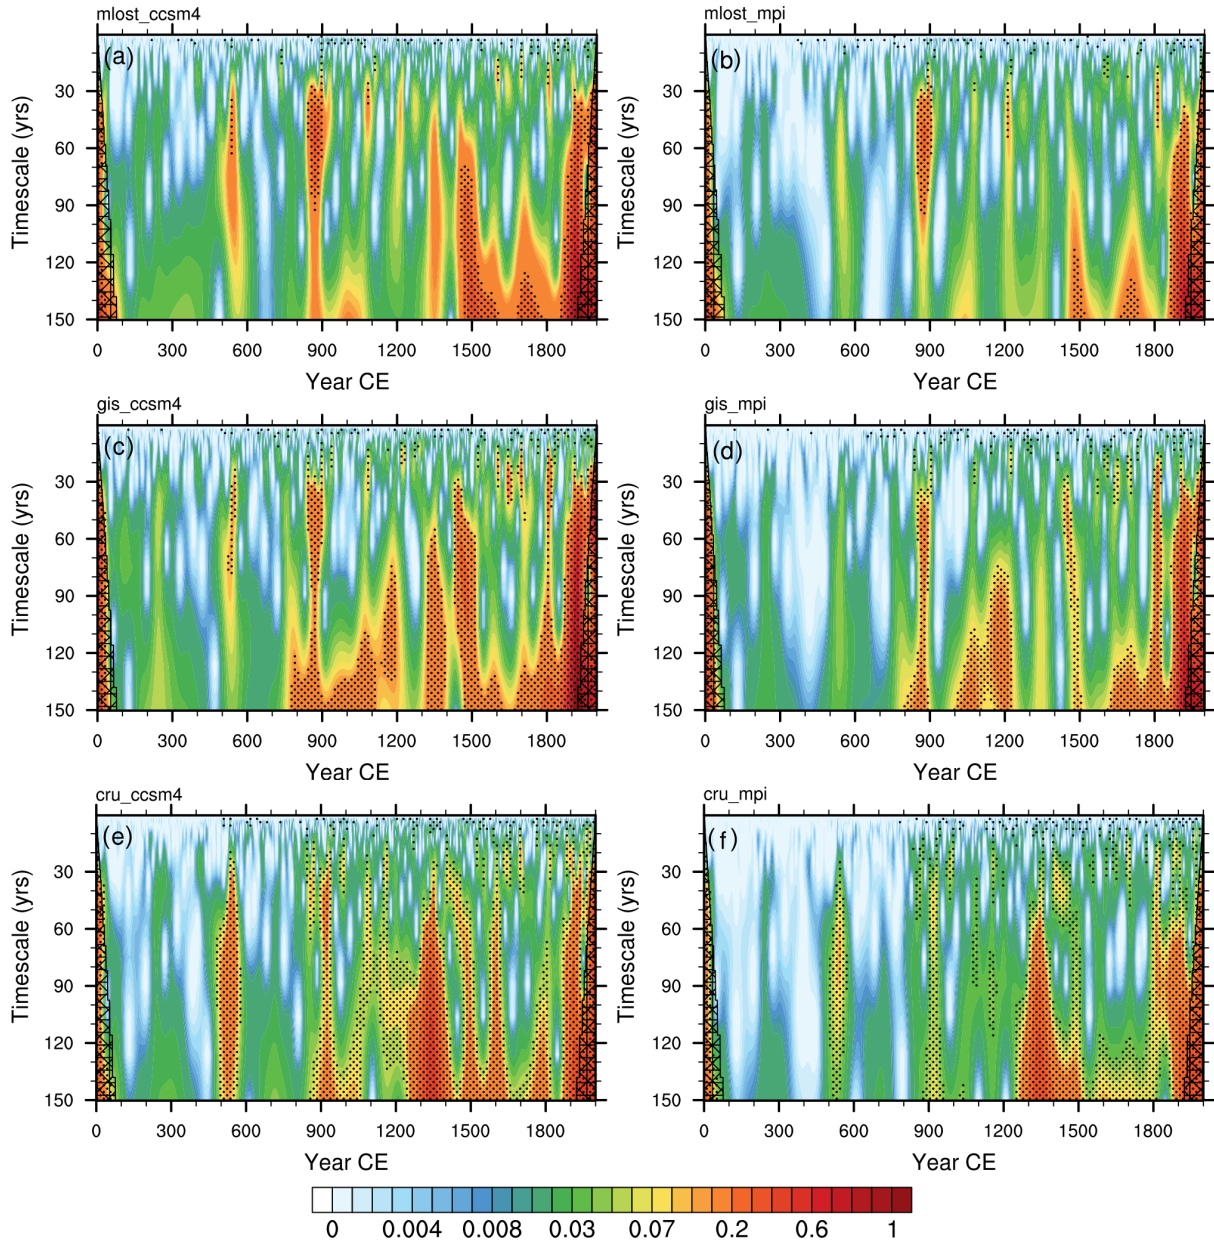 mlost_ccsm4
(a)
Timescale (yrs)
30
60
90
120
150
0 300 600 900 1200 1500 1800
Year CE
mlost_mpi
(b)
Timescale (yrs)
30
60
90
120
150
0 300 600 900 1200 1500 1800
Year CE
gis_ccsm4
(c)
Timescale (yrs)
30
60
90
120
150
0 300 600 900 1200 1500 1800
Year CE
gis_mpi
(d)
Timescale (yrs)
30
60
90
120
150
0 300 600 900 1200 1500 1800
Year CE
cru_ccsm4
(e)
Timescale (yrs)
30
60
90
120
150
0 300 600 900 1200 1500 1800
Year CE
cru_mpi
(f)
Timescale (yrs)
30
60
90
120
150
0 300 600 900 1200 1500 1800
Year CE
0 0.004 0.008 0.03 0.07 0.2 0.6 1